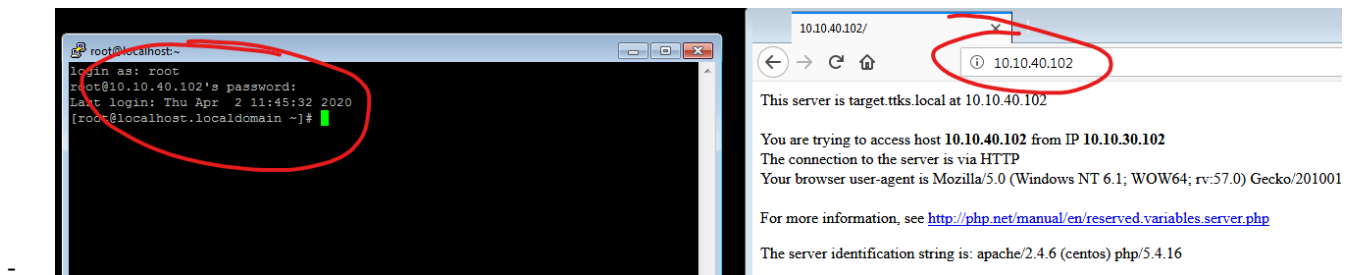 root@localhost:~
login as: root
root@10.10.40.102's password:
Last login: Thu Apr  2 11:45:32 2020
[root@localhost.localdomain ~]#
10.10.40.102/
10.10.40.102
This server is target.ttks.local at 10.10.40.102
You are trying to access host 10.10.40.102 from IP 10.10.30.102
The connection to the server is via HTTP
Your browser user-agent is Mozilla/5.0 (Windows NT 6.1; WOW64; rv:57.0) Gecko/201001
For more information, see http://php.net/manual/en/reserved.variables.server.php
The server identification string is: apache/2.4.6 (centos) php/5.4.16
-